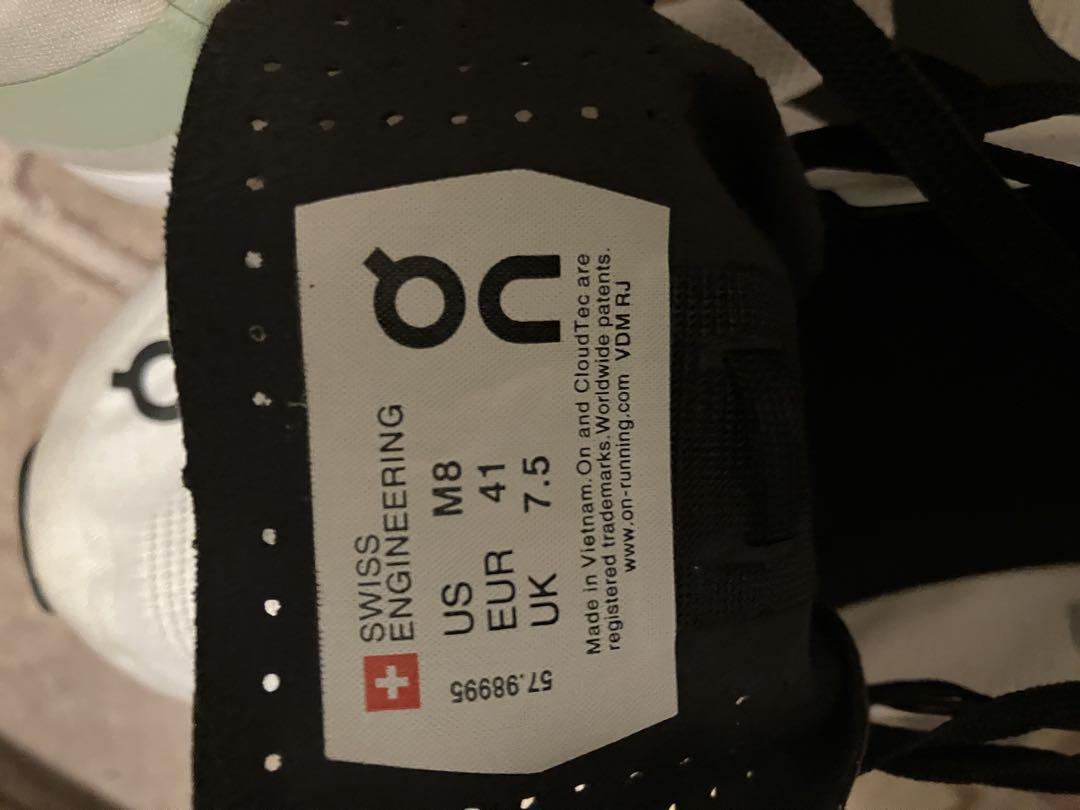 on
SWISS
ENGINEERING
US M8
EUR 41
UK 7.5
57.98995
Made in Vietnam.On and CloudTec are
registered trademarks.Worldwide patents.
www.on-running.com VDM RJ